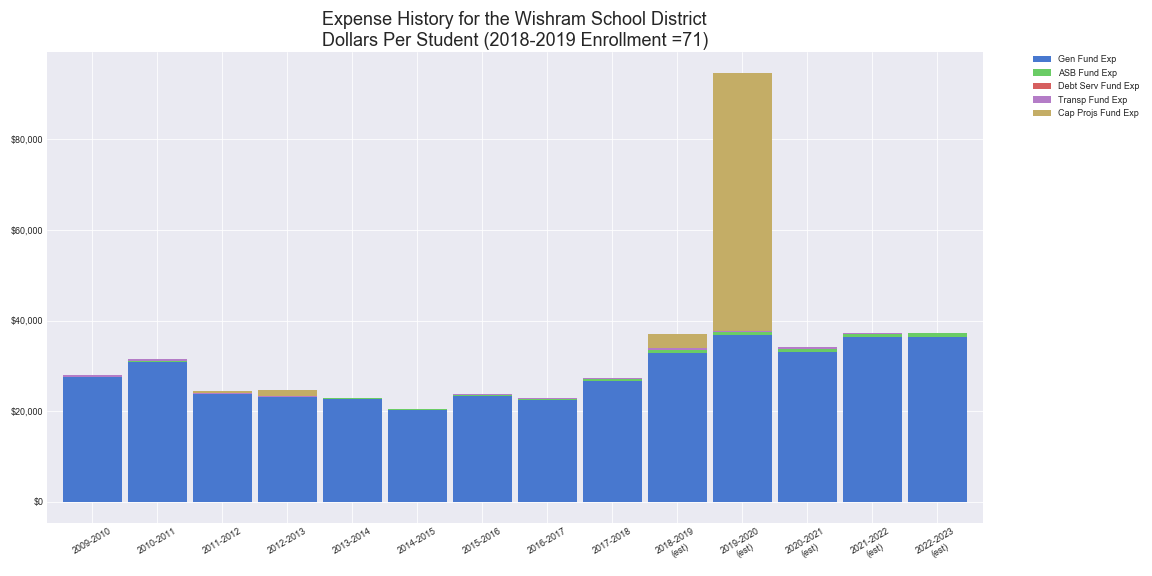 Expense History for the Wishram School District
Dollars Per Student (2018-2019 Enrollment =71)
Gen Fund Exp
ASB Fund Exp
Debt Serv Fund Exp
Transp Fund Exp
Cap Projs Fund Exp
$80,000
$60,000
$40,000
$20,000
$0
2009-2010
2010-2011
2011-2012
2012-2013
2013-2014
2014-2015
2015-2016
2016-2017
2017-2018
2018-2019
(est)
2019-2020
(est)
2020-2021
(est)
2021-2022
(est)
2022-2023
(est)